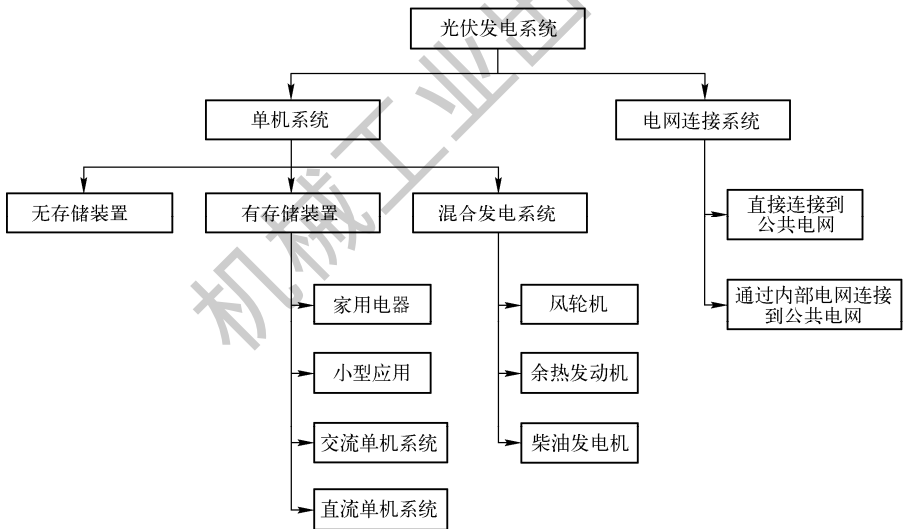 光伏发电系统
单机系统
电网连接系统
无存储装置
有存储装置
混合发电系统
直接连接到
公共电网
家用电器
风轮机
通过内部电网连接
到公共电网
小型应用
余热发动机
交流单机系统
柴油发电机
直流单机系统
机械工业出